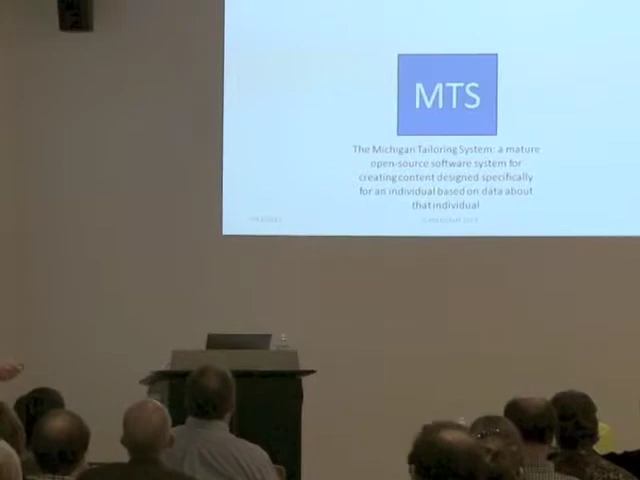 MTS
The Michigan Tailoring System: a mature
open-source software system for
creating content designed specifically
for an individual based on data about
that individual